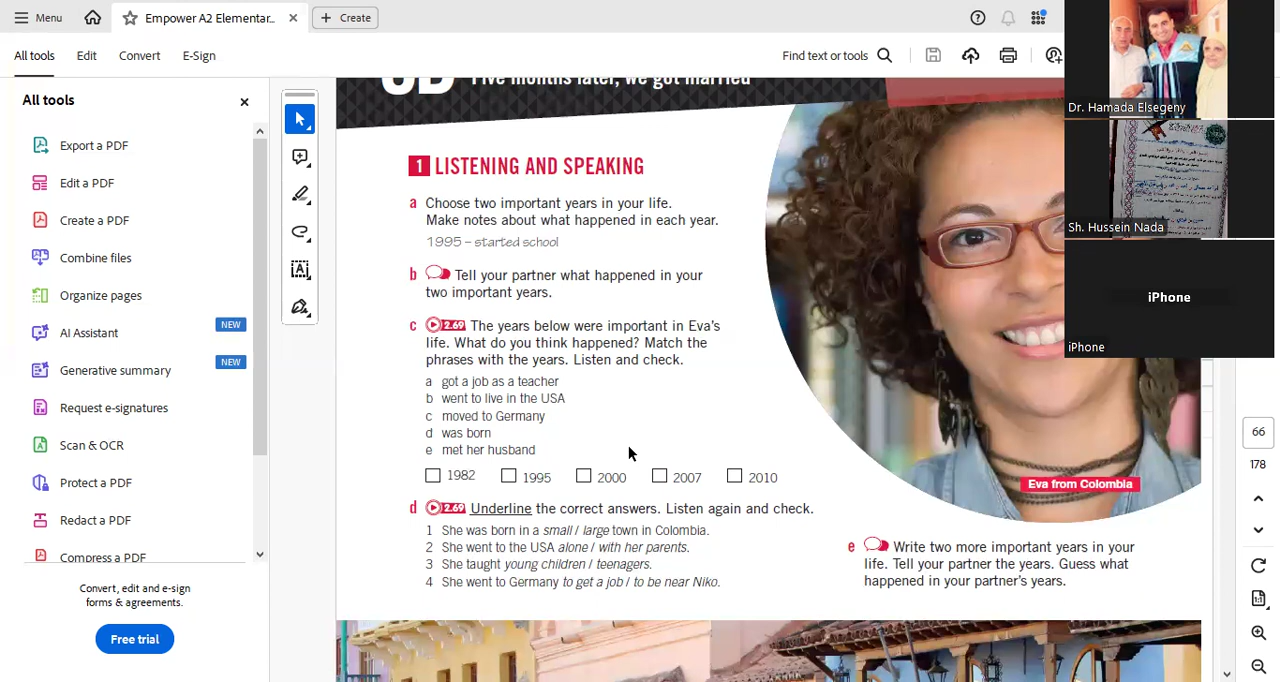 Menu
Empower A2 Elementar...
Create
All tools
Edit
Convert
E-Sign
Find text or tools
All tools
Export a PDF
Edit a PDF
Create a PDF
Combine files
Organize pages
AI Assistant
NEW
Generative summary
NEW
Request e-signatures
Scan & OCR
Protect a PDF
Redact a PDF
Compress a PDF
Convert, edit and e-sign
forms & agreements.
Free trial
Five months later, we got married
1 LISTENING AND SPEAKING
a Choose two important years in your life.
Make notes about what happened in each year.
1995 – started school
b Tell your partner what happened in your
two important years.
c 2.69 The years below were important in Eva's
life. What do you think happened? Match the
phrases with the years. Listen and check.
a got a job as a teacher
b went to live in the USA
c moved to Germany
d was born
e met her husband
1982 1995 2000 2007 2010
d 2.69 Underline the correct answers. Listen again and check.
1 She was born in a small / large town in Colombia.
2 She went to the USA alone / with her parents.
3 She taught young children / teenagers.
4 She went to Germany to get a job / to be near Niko.
Eva from Colombia
e Write two more important years in your
life. Tell your partner the years. Guess what
happened in your partner's years.
Dr. Hamada Elsegeny
Sh. Hussein Nada
iPhone
iPhone
66
178